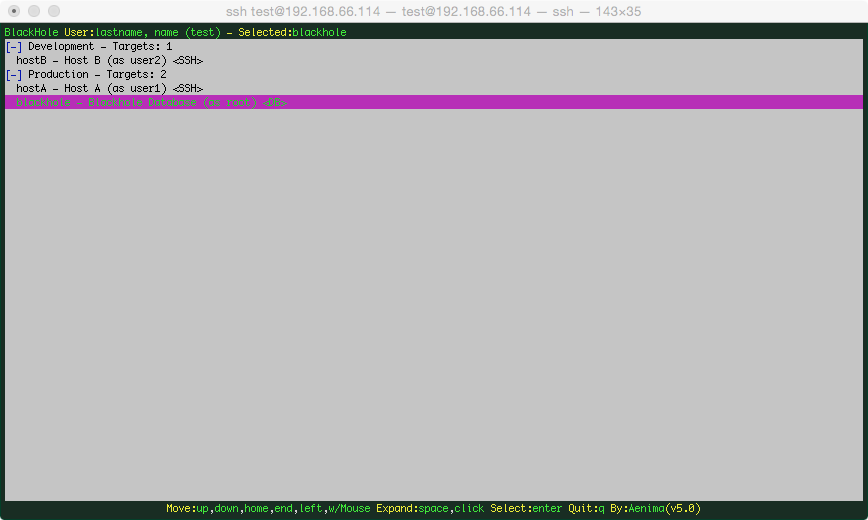 ssh test@192.168.66.114 — test@192.168.66.114 — ssh — 143×35
BlackHole User:lastname, name (test) – Selected:blackhole
[–] Development – Targets: 1
hostB – Host B (as user2) <SSH>
[–] Production – Targets: 2
hostA – Host A (as user1) <SSH>
blackhole – Blackhole Database (as root) <DB>
Move:up,down,home,end,left,w/Mouse Expand:space,click Select:enter Quit:q By:Aenima(v5.0)